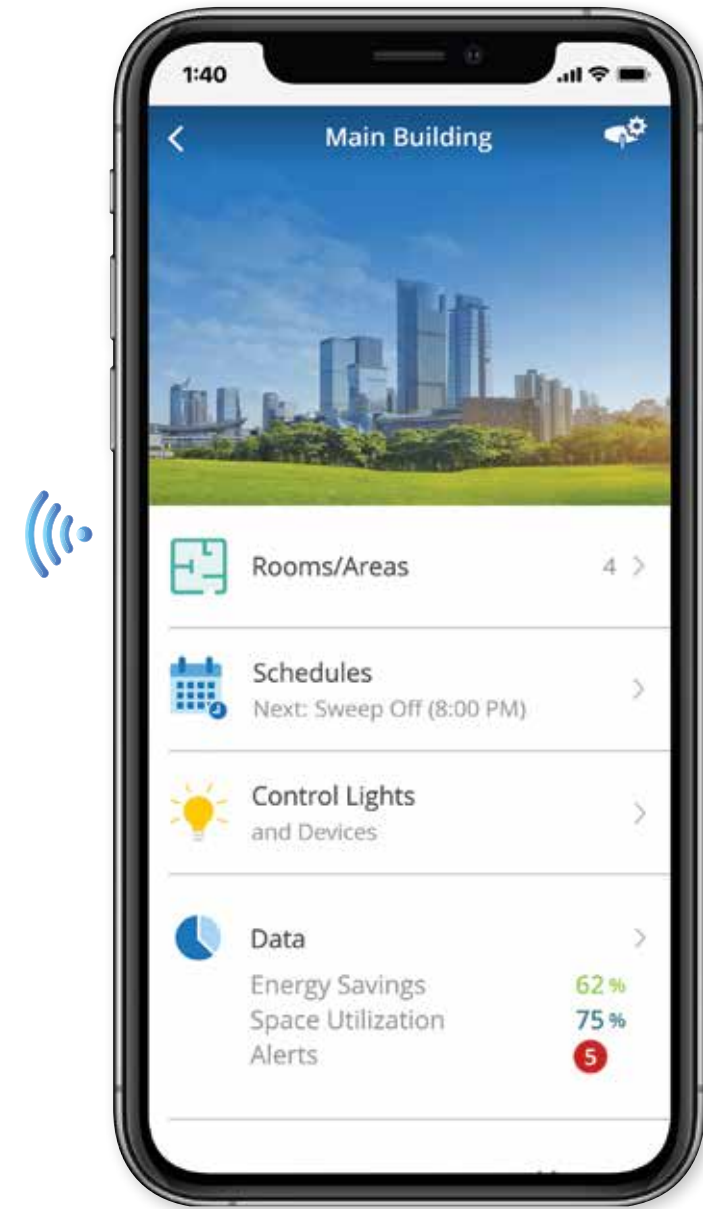 1:40
Main Building
Rooms/Areas 4
Schedules
Next: Sweep Off (8:00 PM)
Control Lights
and Devices
Data
Energy Savings 62%
Space Utilization 75%
Alerts 5